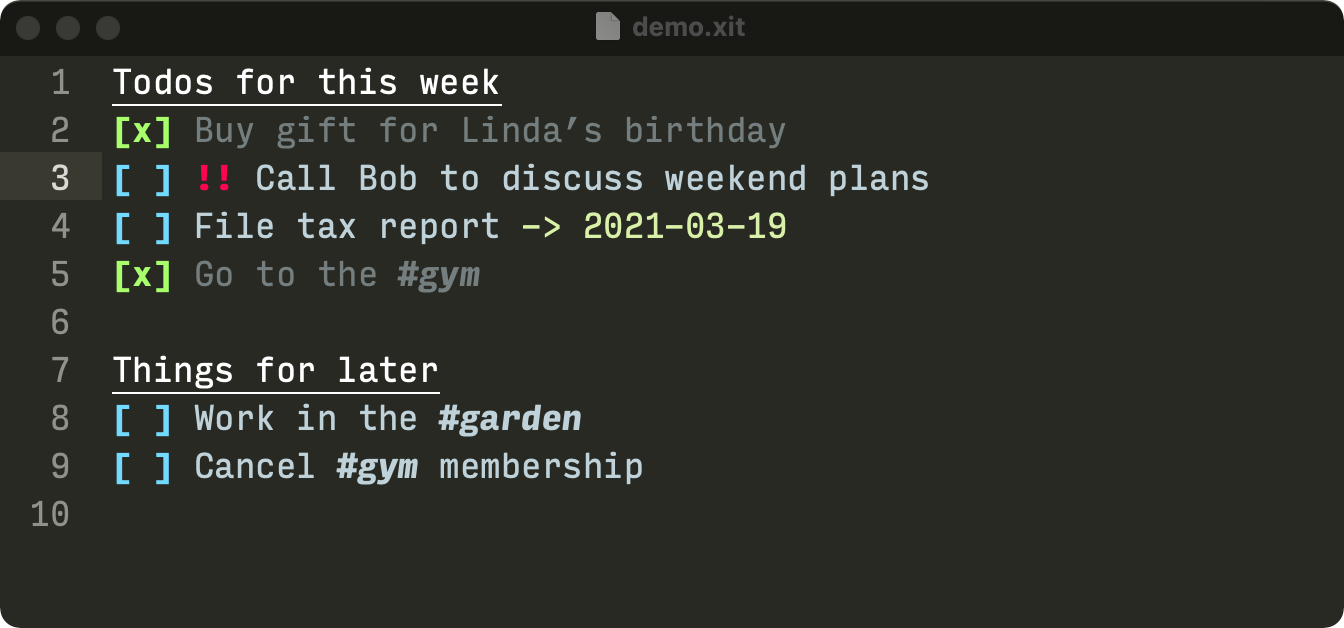 demo.xit
1 Todos for this week
2 [x] Buy gift for Linda’s birthday
3 [ ] !! Call Bob to discuss weekend plans
4 [ ] File tax report -> 2021-03-19
5 [x] Go to the #gym
6
7 Things for later
8 [ ] Work in the #garden
9 [ ] Cancel #gym membership
10